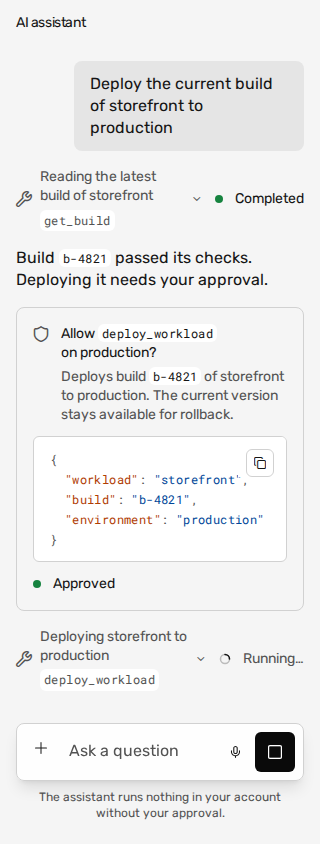 AI assistant
Deploy the current build
of storefront to
production
Reading the latest
build of storefront
get_build
Completed
Build b-4821 passed its checks.
Deploying it needs your approval.
Allow deploy_workload
on production?
Deploys build b-4821 of storefront
to production. The current version
stays available for rollback.
{
"workload": "storefront",
"build": "b-4821",
"environment": "production"
}
Approved
Deploying storefront to
production
deploy_workload
Running…
Ask a question
The assistant runs nothing in your account
without your approval.